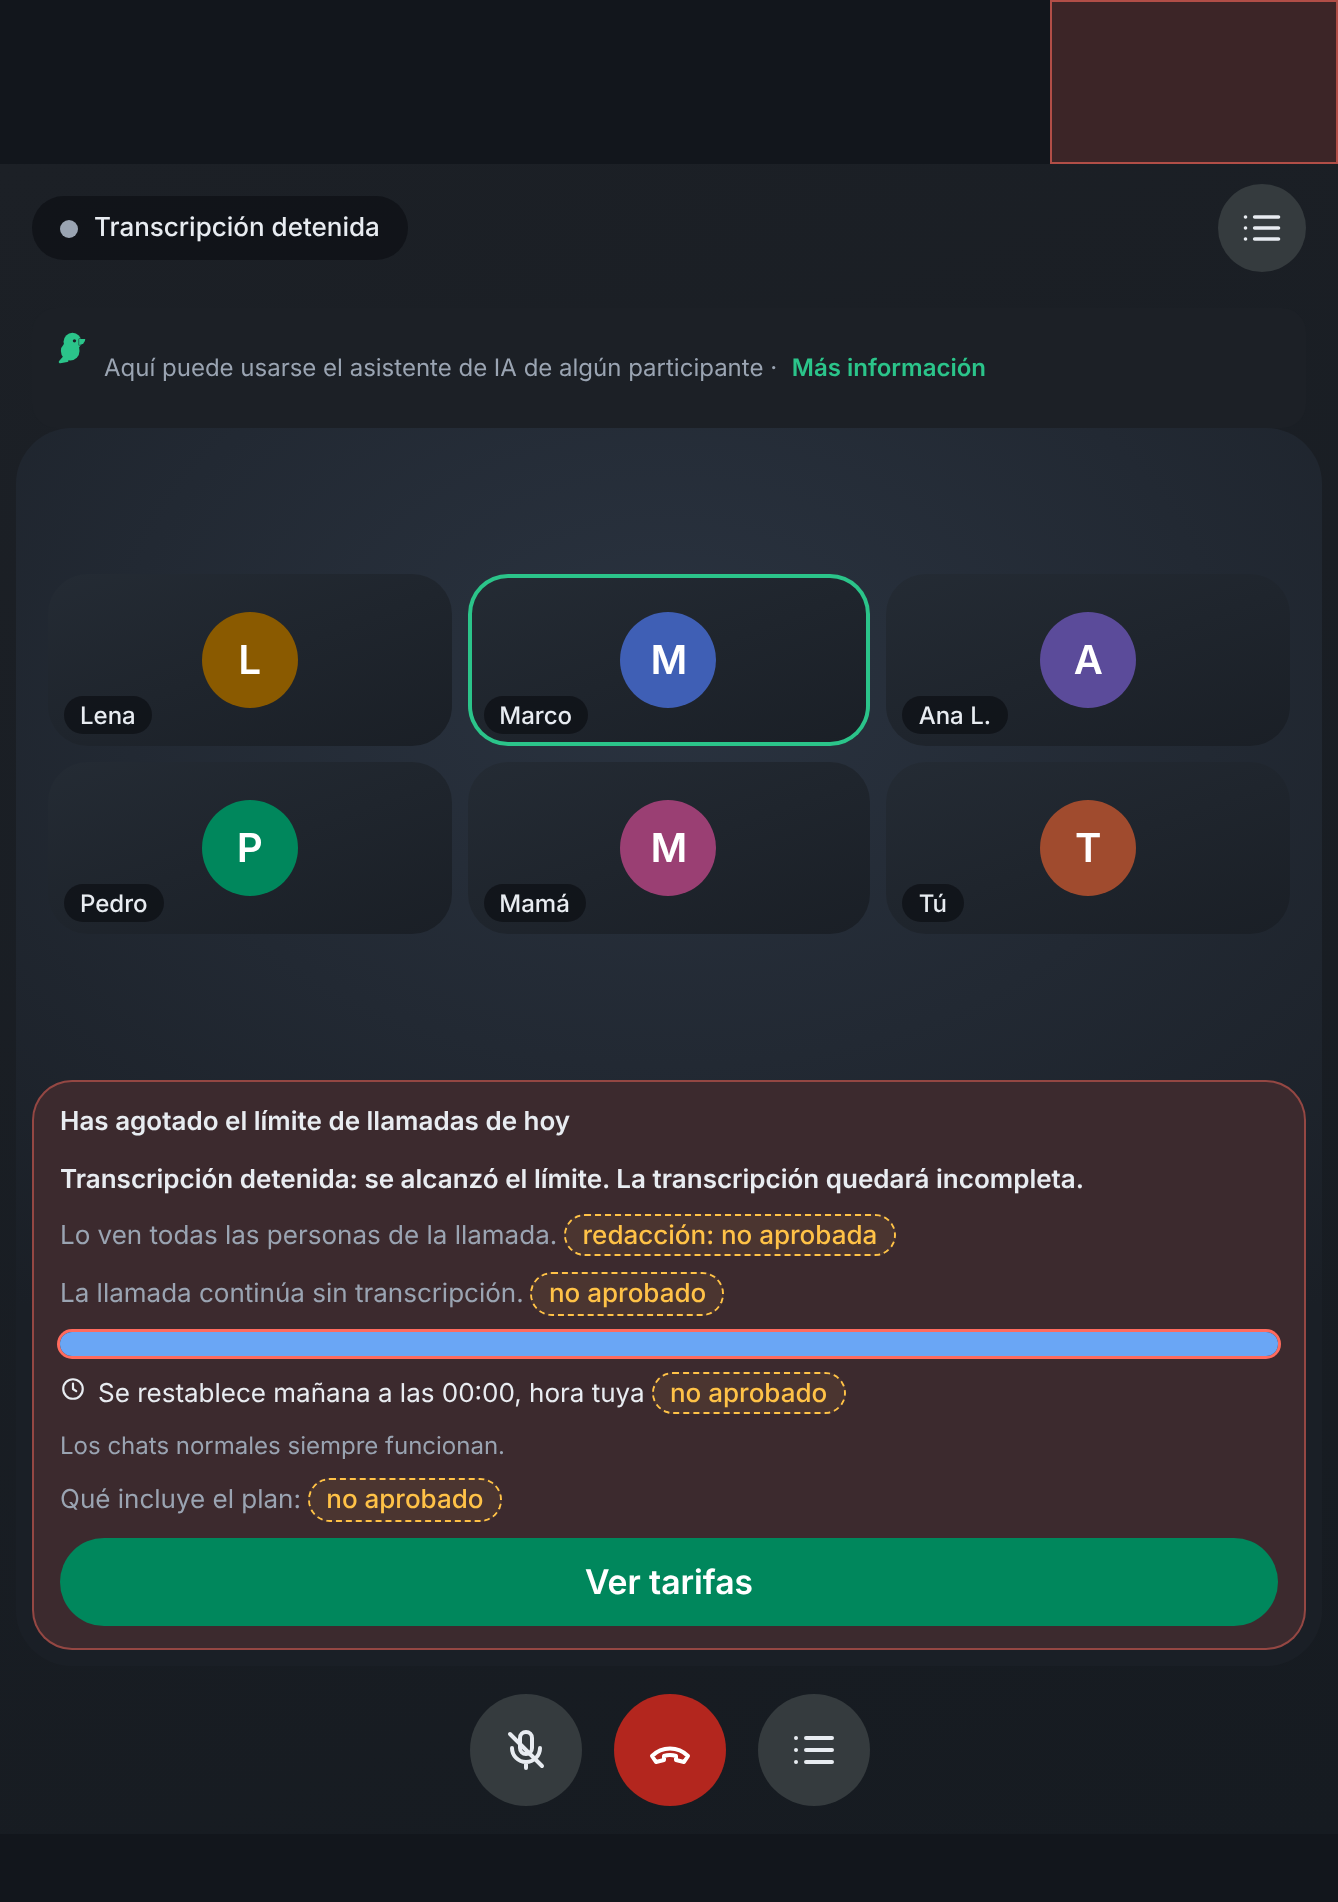 Transcripción detenida
Aquí puede usarse el asistente de IA de algún participante · Más información
L
M
A
Lena
Marco
Ana L.
P
M
T
Pedro
Mamá
Tú
Has agotado el límite de llamadas de hoy
Transcripción detenida: se alcanzó el límite. La transcripción quedará incompleta.
Lo ven todas las personas de la llamada. redacción: no aprobada
La llamada continúa sin transcripción. no aprobado
Se restablece mañana a las 00:00, hora tuya no aprobado
Los chats normales siempre funcionan.
Qué incluye el plan: no aprobado
Ver tarifas